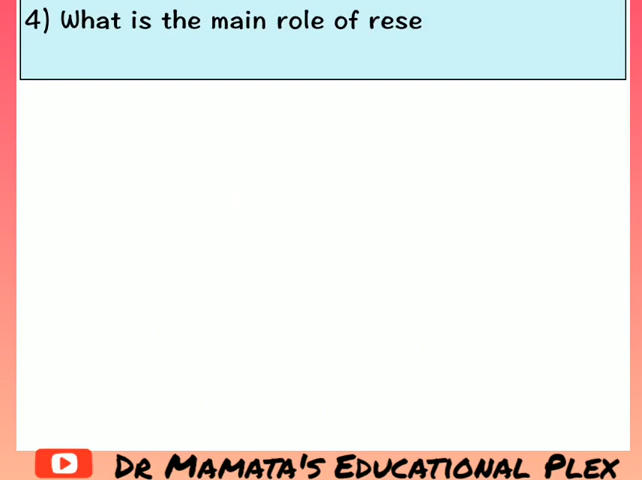 4) What is the main role of rese
DR MAMATA'S EDUCATIONAL PLEX